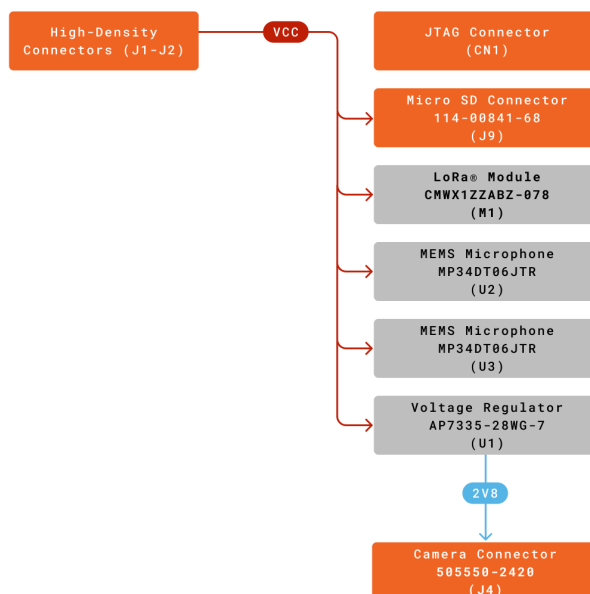 High-Density
Connectors (J1-J2)
VCC
JTAG Connector
(CN1)
Micro SD Connector
114-00841-68
(J9)
LoRa® Module
CMWX1ZZABZ-078
(M1)
MEMS Microphone
MP34DT06JTR
(U2)
MEMS Microphone
MP34DT06JTR
(U3)
Voltage Regulator
AP7335-28WG-7
(U1)
2V8
Camera Connector
505550-2420
(J4)